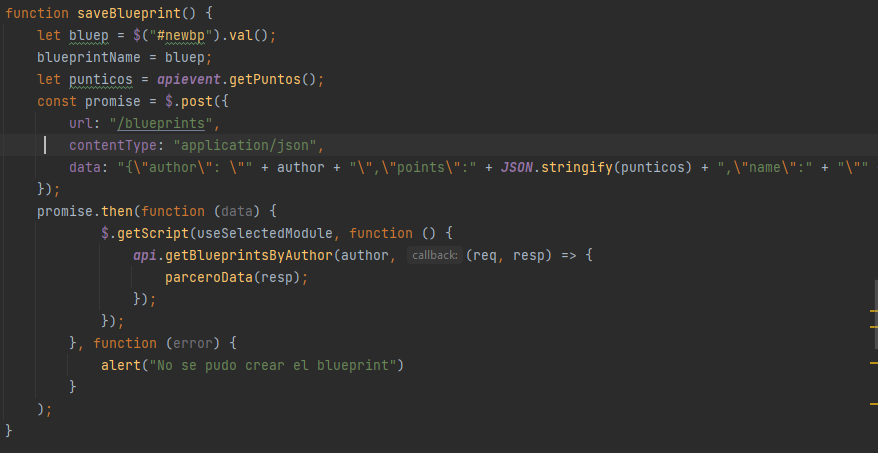 function saveBlueprint() {
    let bluep = $("#newbp").val();
    blueprintName = bluep;
    let punticos = apievent.getPuntos();
    const promise = $.post({
        url: "/blueprints",
        contentType: "application/json",
        data: "{\"author\": \"" + author + "\",\"points\":" + JSON.stringify(punticos) + ",\"name\":" + "\""
    });
    promise.then(function (data) {
            $.getScript(useSelectedModule, function () {
                api.getBlueprintsByAuthor(author, callback: (req, resp) => {
                    parceroData(resp);
                });
            });
        }, function (error) {
            alert("No se pudo crear el blueprint")
        }
    );
}